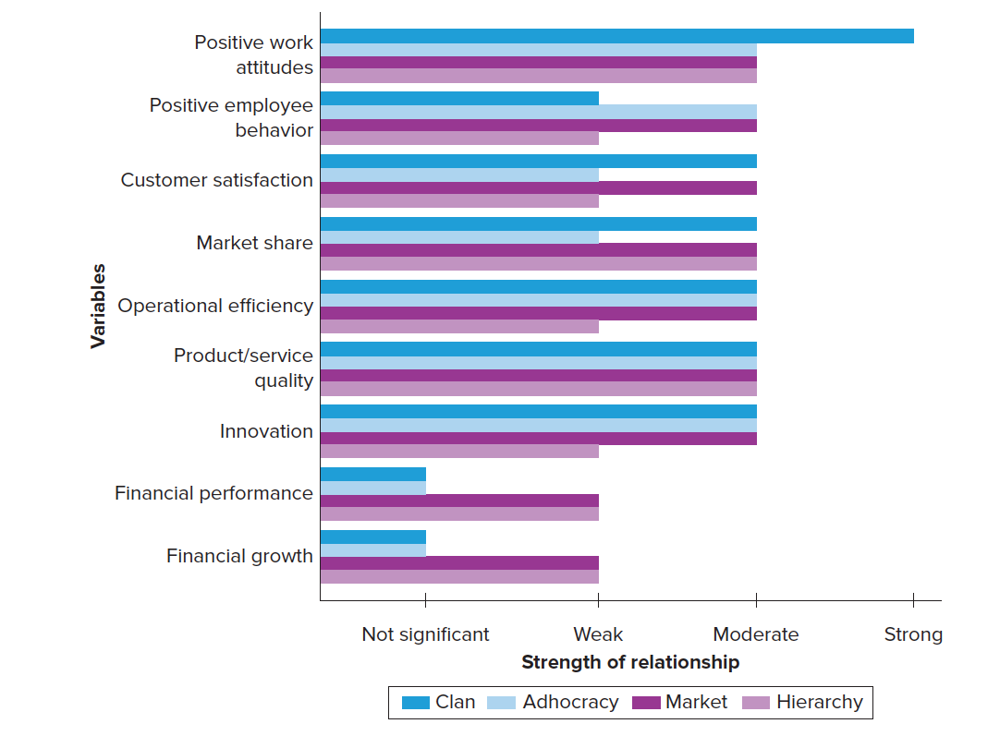 Positive work
attitudes
Positive employee
behavior
Customer satisfaction
Market share
Operational efficiency
Product/service
quality
Innovation
Financial performance
Financial growth
Variables
Not significant Weak Moderate Strong
Strength of relationship
Clan Adhocracy Market Hierarchy